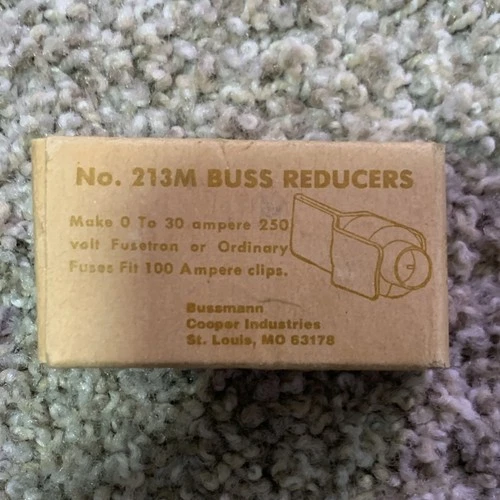 No. 213M BUSS REDUCERS
Make 0 To 30 ampere 250
volt Fusetron or Ordinary
Fuses Fit 100 Ampere clips.
Bussmann
Cooper Industries
St. Louis, MO 63178